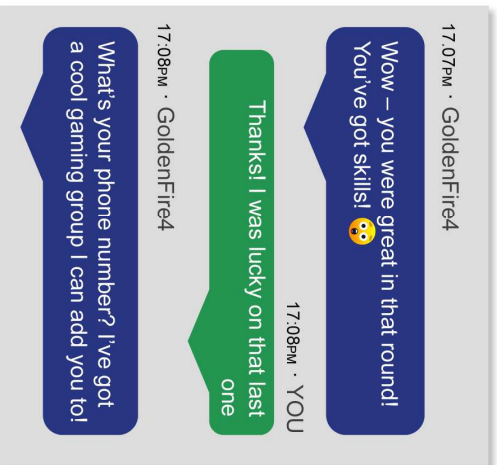 17.07PM · GoldenFire4
Wow – you were great in that round!
You've got skills! 😲
17:08PM · YOU
Thanks! I was lucky on that last
one
17:08PM · GoldenFire4
What's your phone number? I've got
a cool gaming group I can add you to!